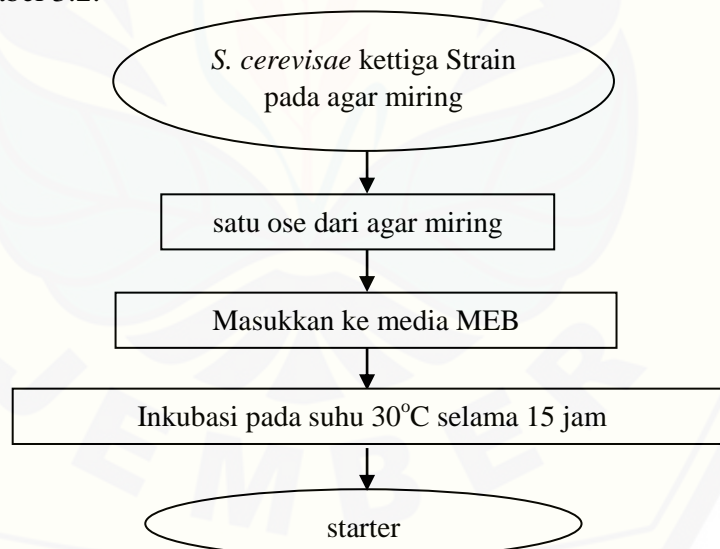 S. cerevisae kettiga Strain
pada agar miring
satu ose dari agar miring
Masukkan ke media MEB
Inkubasi pada suhu 30°C selama 15 jam
starter